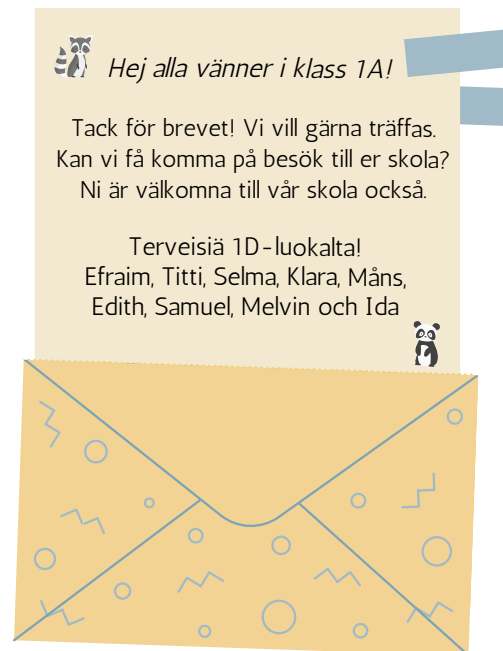 Hej alla vänner i klass 1A!
Tack för brevet! Vi vill gärna träffas.
Kan vi få komma på besök till er skola?
Ni är välkomna till vår skola också.
Terveisiä 1D-luokalta!
Efraim, Titti, Selma, Klara, Måns,
Edith, Samuel, Melvin och Ida